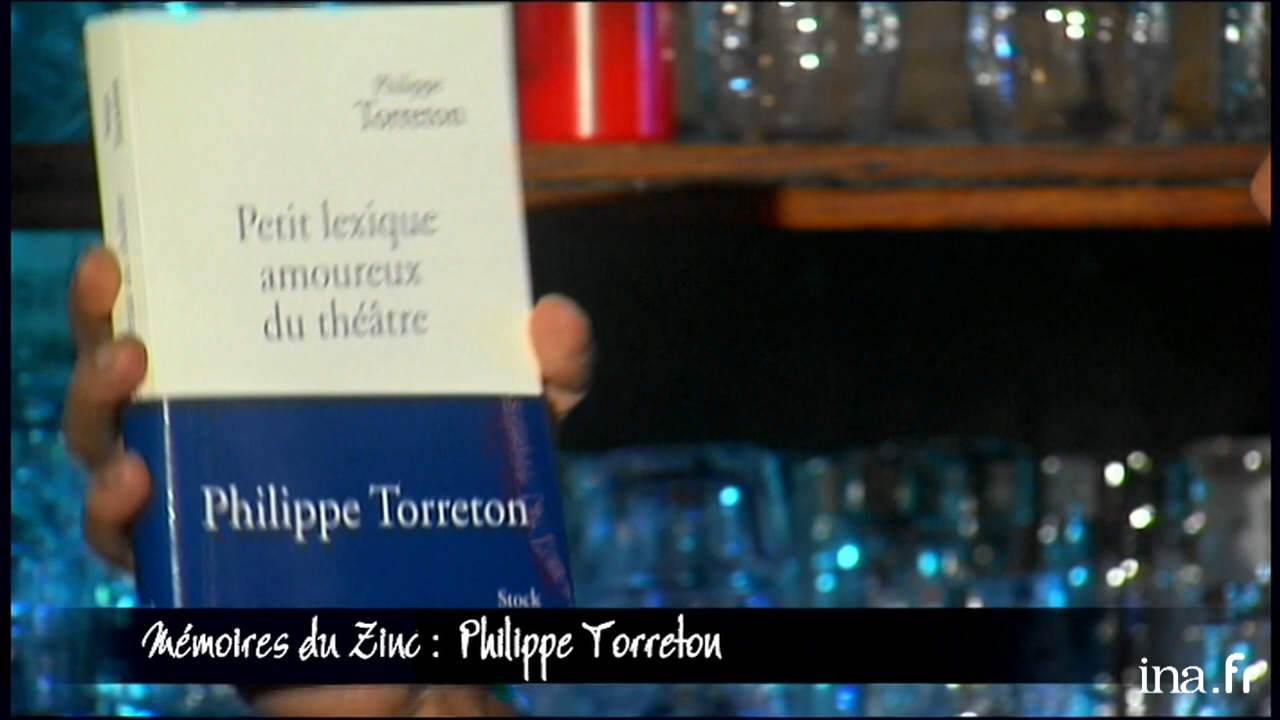 Philippe
Torreton
Petit lexique
amoureux
du théâtre
Philippe Torreton
Stock
Mémoires du Zinc : Philippe Torreton
ina.fr